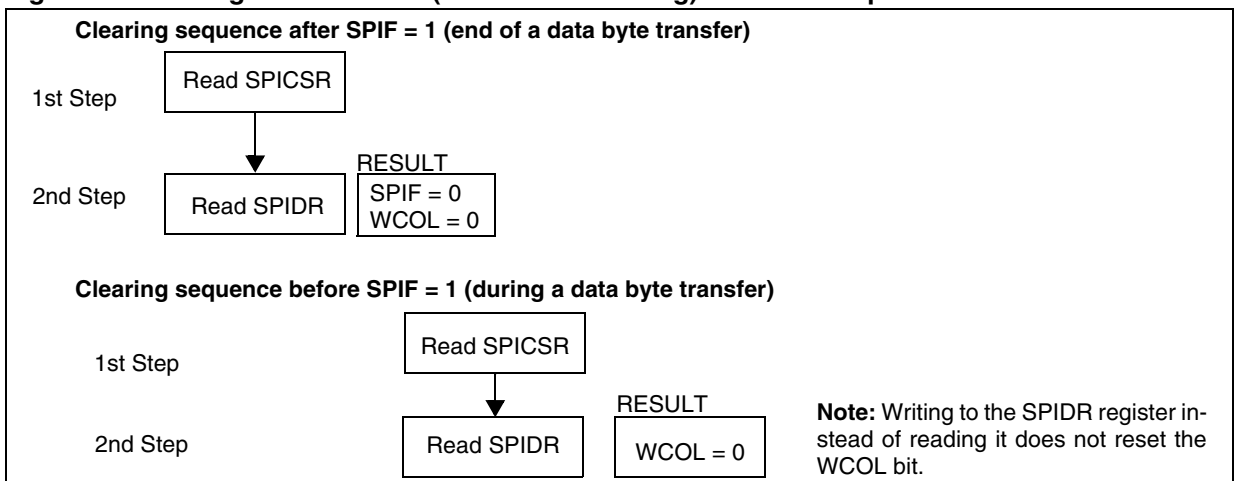 Clearing sequence after SPIF = 1 (end of a data byte transfer)
1st Step
Read SPICSR
RESULT
2nd Step
Read SPIDR
SPIF = 0
WCOL = 0
Clearing sequence before SPIF = 1 (during a data byte transfer)
1st Step
Read SPICSR
RESULT
2nd Step
Read SPIDR
WCOL = 0
Note: Writing to the SPIDR register in-
stead of reading it does not reset the
WCOL bit.